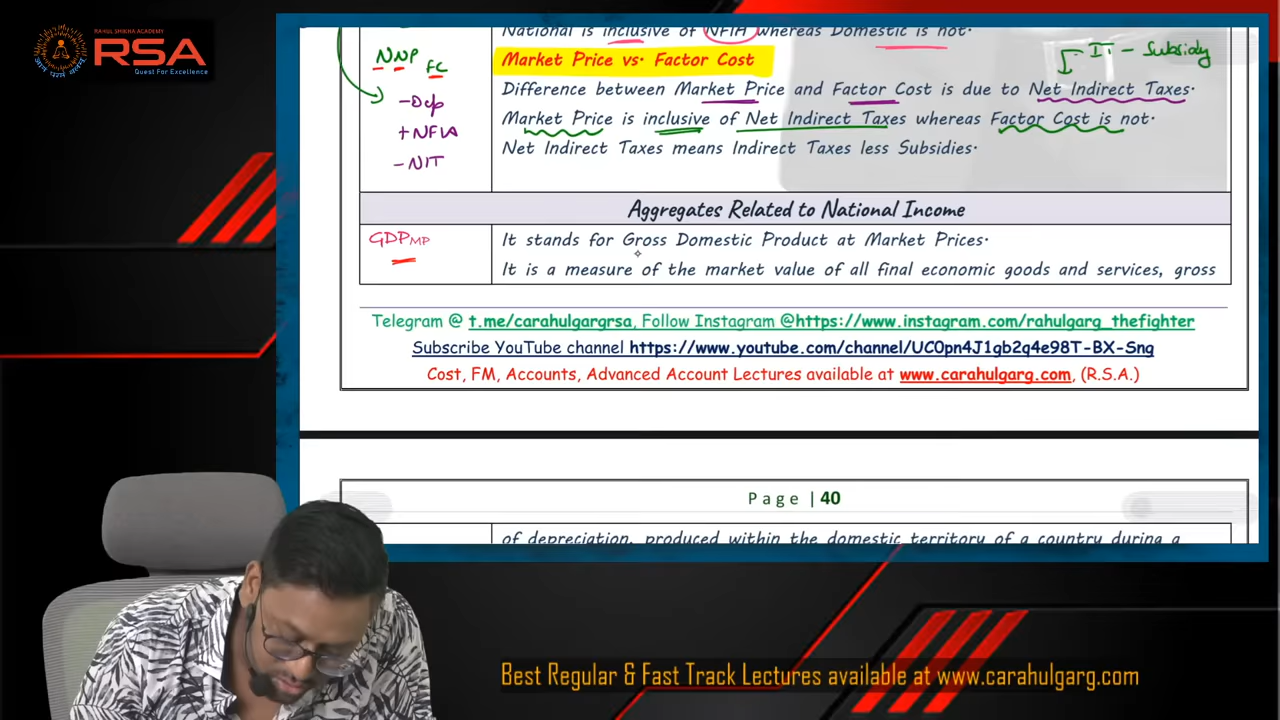 RAHUL SHIKHA ACADEMY
RSA
Quest For Excellence
National is inclusive of NFIA whereas Domestic is not.
NNP FC
Market Price vs. Factor Cost
IT - Subsidy
Difference between Market Price and Factor Cost is due to Net Indirect Taxes.
- Dep
Market Price is inclusive of Net Indirect Taxes whereas Factor Cost is not.
+ NFIA
Net Indirect Taxes means Indirect Taxes less Subsidies.
- NIT
Aggregates Related to National Income
GDPMP
It stands for Gross Domestic Product at Market Prices.
It is a measure of the market value of all final economic goods and services, gross
Telegram @ t.me/carahulgargrsa, Follow Instagram @https://www.instagram.com/rahulgarg_thefighter
Subscribe YouTube channel https://www.youtube.com/channel/UC0pn4J1gb2q4e98T-BX-Sng
Cost, FM, Accounts, Advanced Account Lectures available at www.carahulgarg.com, (R.S.A.)
Page | 40
of depreciation, produced within the domestic territory of a country during a
Best Regular & Fast Track Lectures available at www.carahulgarg.com